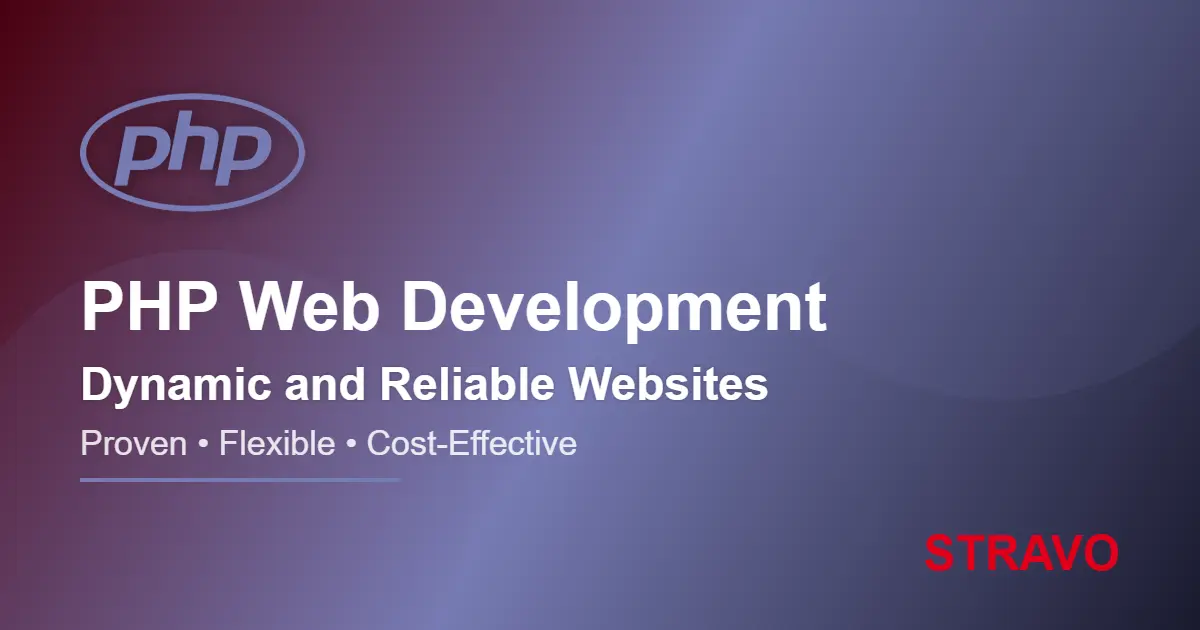 php
PHP Web Development
Dynamic and Reliable Websites
Proven • Flexible • Cost-Effective
STRAVO